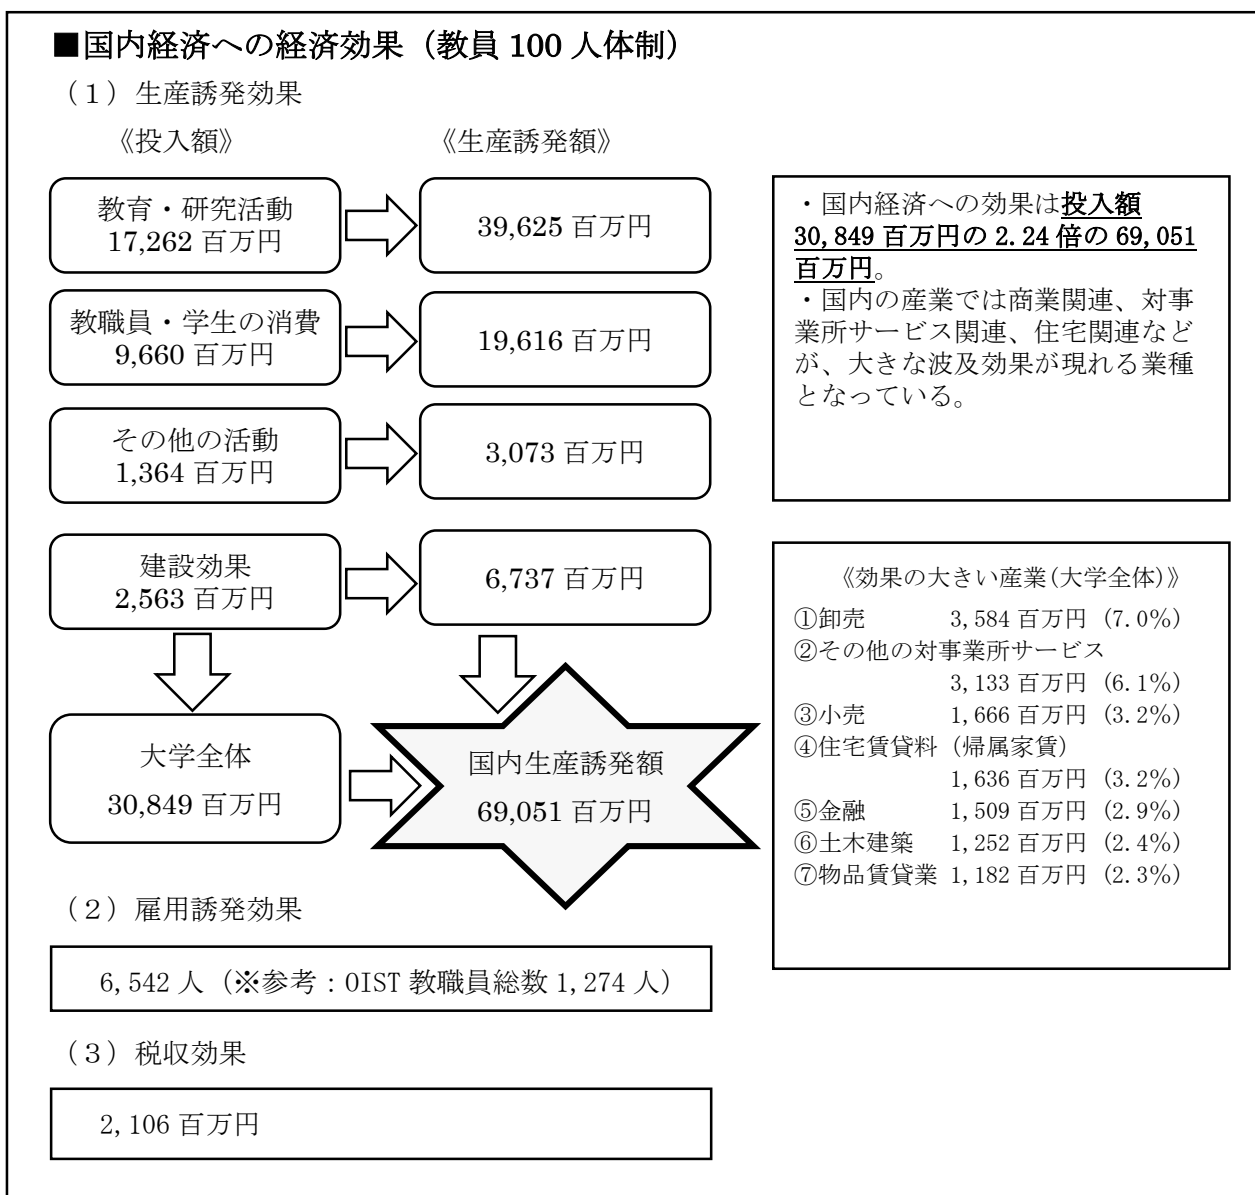 ■国内経済への経済効果（教員 100 人体制）
（１）生産誘発効果
《投入額》
《生産誘発額》
教育・研究活動
17,262 百万円
39,625 百万円
教職員・学生の消費
9,660 百万円
19,616 百万円
その他の活動
1,364 百万円
3,073 百万円
建設効果
2,563 百万円
6,737 百万円
大学全体
30,849 百万円
国内生産誘発額
69,051 百万円
・国内経済への効果は投入額
30,849 百万円の 2.24 倍の 69,051
百万円。
・国内の産業では商業関連、対事
業所サービス関連、住宅関連など
が、大きな波及効果が現れる業種
となっている。
《効果の大きい産業(大学全体)》
①卸売 3,584 百万円 (7.0%)
②その他の対事業所サービス
3,133 百万円 (6.1%)
③小売 1,666 百万円 (3.2%)
④住宅賃貸料（帰属家賃）
1,636 百万円 (3.2%)
⑤金融 1,509 百万円 (2.9%)
⑥土木建築 1,252 百万円 (2.4%)
⑦物品賃貸業 1,182 百万円 (2.3%)
（２）雇用誘発効果
6,542 人（※参考：OIST 教職員総数 1,274 人）
（３）税収効果
2,106 百万円